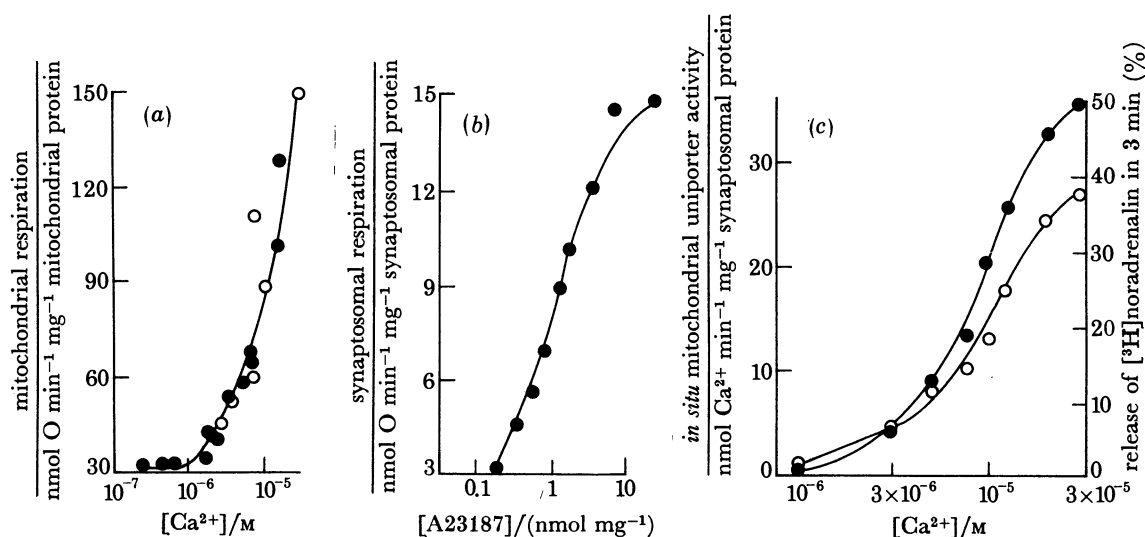 mitochondrial respiration
nmol O min⁻¹ mg⁻¹ mitochondrial protein
150
120
90
60
30
(a)
10⁻⁷
10⁻⁶
10⁻⁵
[Ca²⁺]/M
synaptosomal respiration
nmol O min⁻¹ mg⁻¹ synaptosomal protein
15
12
9
6
3
(b)
0.1
1
10
[A23187]/(nmol mg⁻¹)
in situ mitochondrial uniporter activity
nmol Ca²⁺ min⁻¹ mg⁻¹ synaptosomal protein
30
20
10
0
(c)
10⁻⁶
3×10⁻⁶
10⁻⁵
3×10⁻⁵
[Ca²⁺]/M
50
40
30
20
10
0
release of [³H]noradrenalin in 3 min (%)